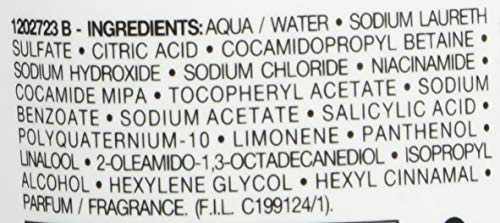 1202723 B - INGREDIENTS: AQUA / WATER • SODIUM LAURETH
SULFATE • CITRIC ACID • COCAMIDOPROPYL BETAINE •
SODIUM HYDROXIDE • SODIUM CHLORIDE • NIACINAMIDE •
COCAMIDE MIPA • TOCOPHERYL ACETATE • SODIUM
BENZOATE • SODIUM ACETATE • SALICYLIC ACID •
POLYQUATERNIUM-10 • LIMONENE • PANTHENOL •
LINALOOL • 2-OLEAMIDO-1,3-OCTADECANEDIOL • ISOPROPYL
ALCOHOL • HEXYLENE GLYCOL • HEXYL CINNAMAL •
PARFUM / FRAGRANCE. (F.I.L. C199124/1).